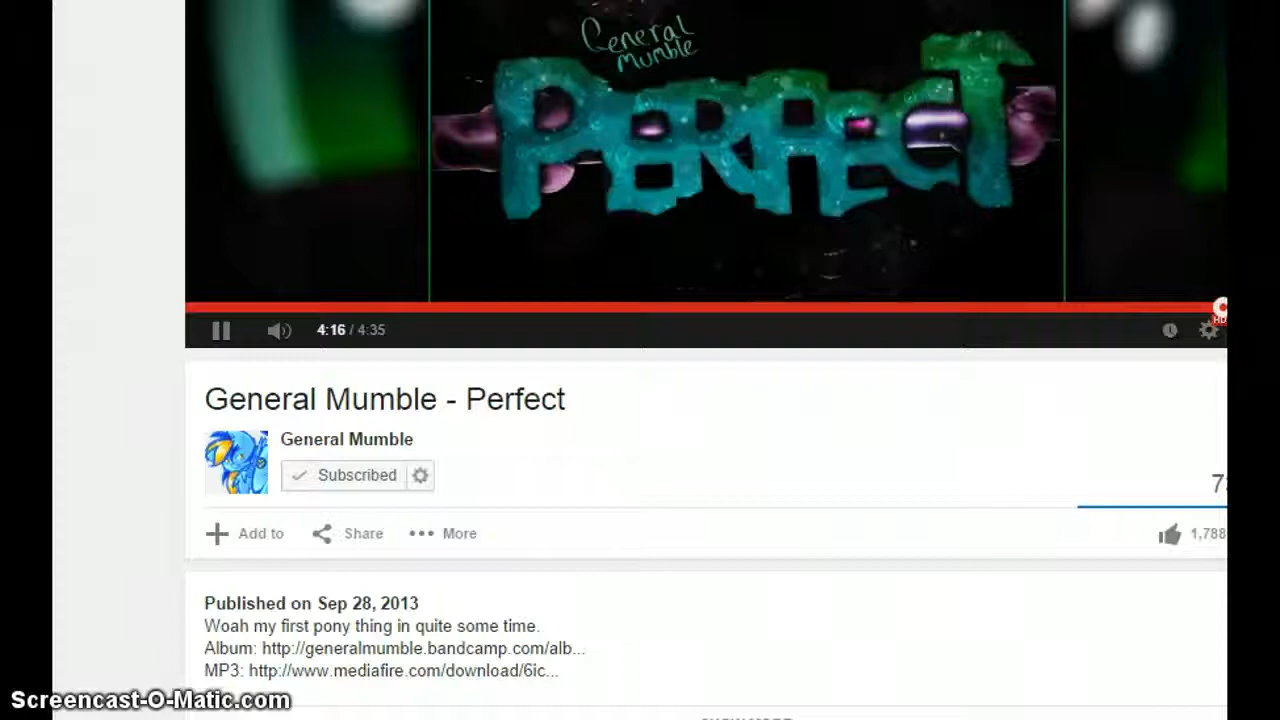 General
Mumble
PERFECT
HD
4:16 / 4:35
General Mumble - Perfect
General Mumble
Subscribed
Add to Share More
1,788
Published on Sep 28, 2013
Woah my first pony thing in quite some time.
Album: http://generalmumble.bandcamp.com/alb...
MP3: http://www.mediafire.com/download/6ic...
Screencast-O-Matic.com